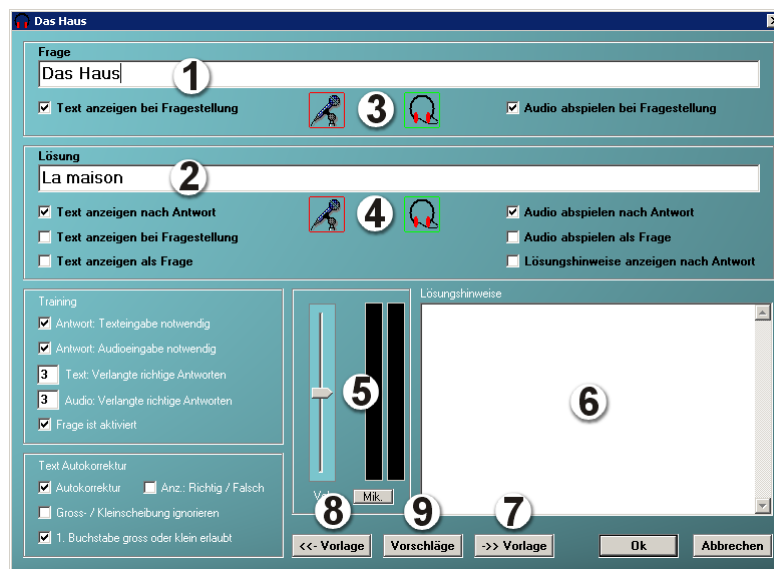 Das Haus
Frage
Das Haus
1
Text anzeigen bei Fragestellung
3
Audio abspielen bei Fragestellung
Lösung
La maison
2
Text anzeigen nach Antwort
4
Audio abspielen nach Antwort
Text anzeigen bei Fragestellung
Audio abspielen als Frage
Text anzeigen als Frage
Lösungshinweise anzeigen nach Antwort
Training
Antwort: Texteingabe notwendig
Antwort: Audioeingabe notwendig
3 Text: Verlangte richtige Antworten
3 Audio: Verlangte richtige Antworten
Frage ist aktiviert
Text Autokorrektur
Autokorrektur
Anz.: Richtig / Falsch
Gross- / Kleinscheibung ignorieren
1. Buchstabe gross oder klein erlaubt
5
Mik.
Lösungshinweise
6
8
9
7
<<- Vorlage
Vorschläge
->> Vorlage
Ok
Abbrechen